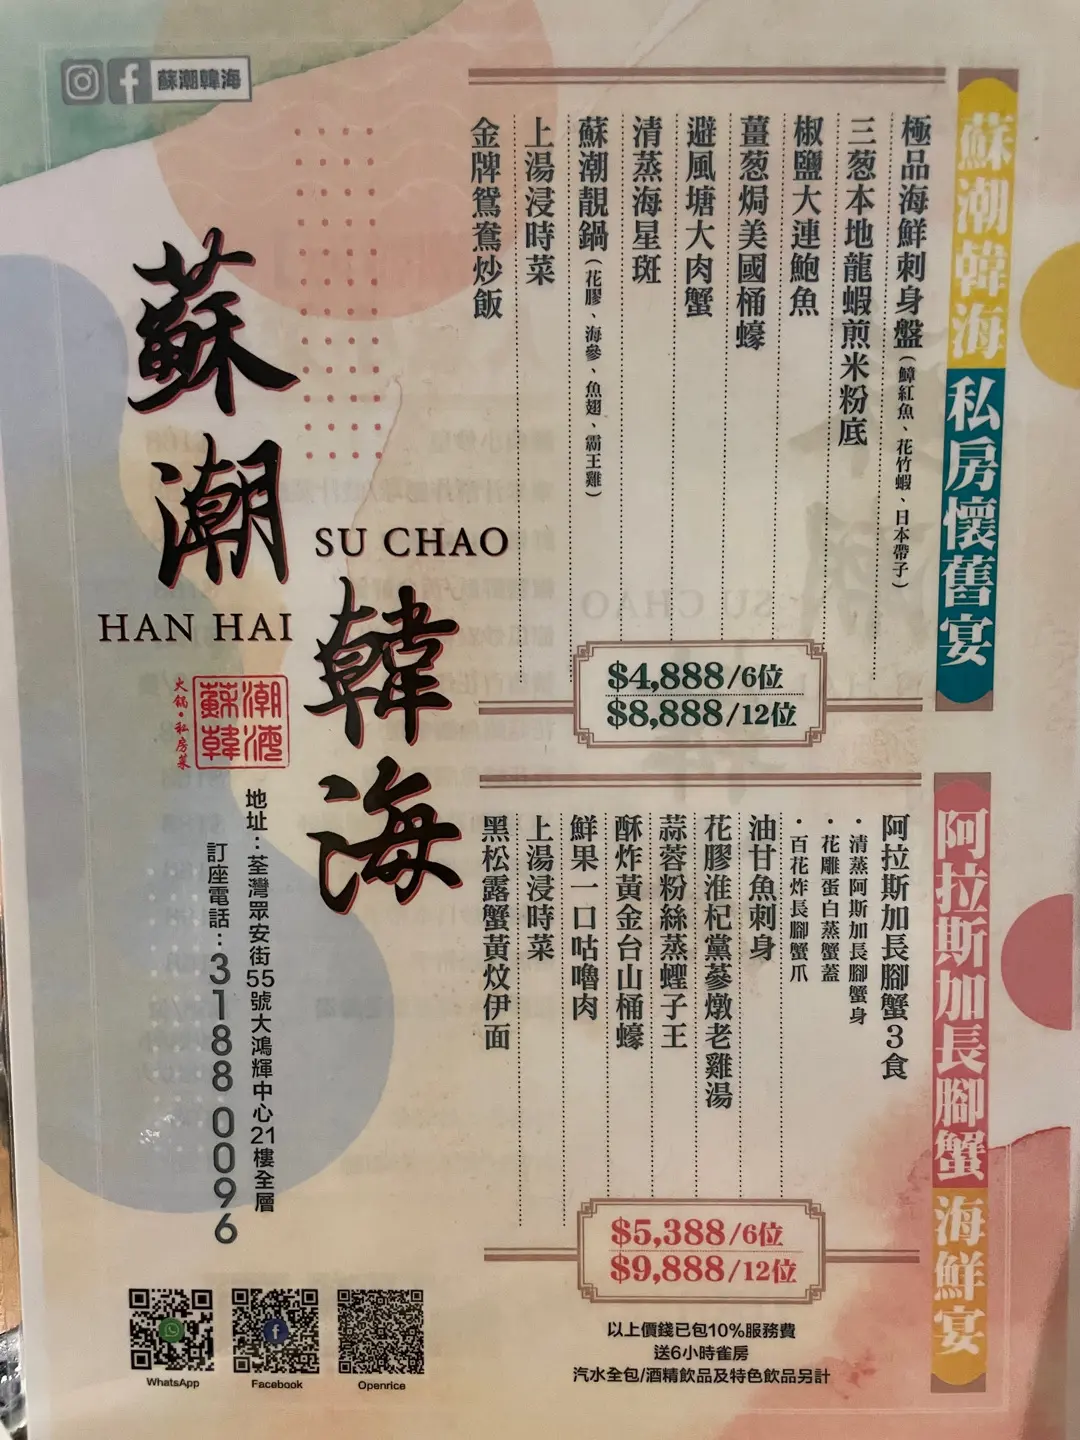 蘇潮韓海
蘇潮韓海 私房懷舊宴
極品海鮮刺身盤(鱆紅魚、花竹蝦、日本帶子)
三葱本地龍蝦煎米粉底
椒鹽大連鮑魚
薑葱焗美國桶蠔
避風塘大肉蟹
清蒸海星斑
蘇潮靚鍋(花膠、海參、魚翅、霸王雞)
上湯浸時菜
金牌鴛鴦炒飯
$4,888/6位
$8,888/12位
阿拉斯加長腳蟹 海鮮宴
阿拉斯加長腳蟹3食
・清蒸阿斯加長腳蟹身
・花雕蛋白蒸蟹蓋
・百花炸長腳蟹爪
油甘魚刺身
花膠淮杞黨蔘燉老雞湯
蒜蓉粉絲蒸蟶子王
酥炸黃金台山桶蠔
鮮果一口咕嚕肉
上湯浸時菜
黑松露蟹黃炆伊面
$5,388/6位
$9,888/12位
以上價錢已包10%服務費
送6小時雀房
汽水全包/酒精飲品及特色飲品另計
蘇潮
SU CHAO
韓海
HAN HAI
蘇潮韓海
火鍋・私房菜
地址：荃灣眾安街55號大鴻輝中心21樓全層
訂座電話：3188 0096
WhatsApp
Facebook
Openrice